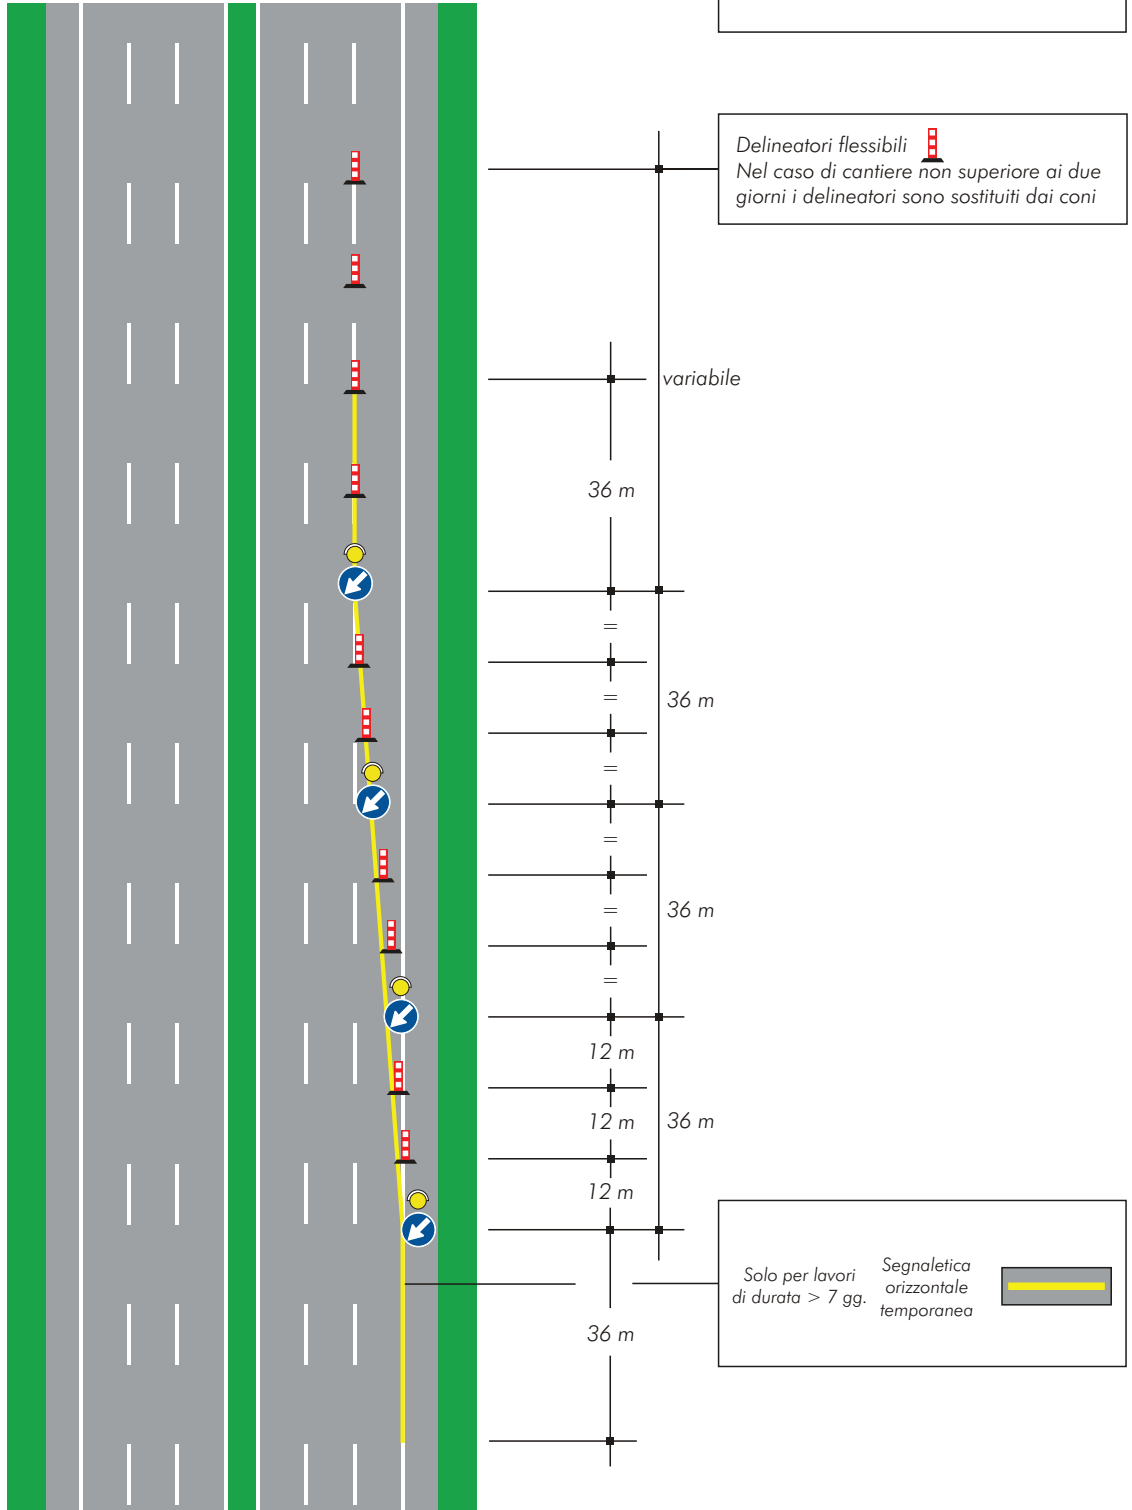 Delineatori flessibili
Nel caso di cantiere non superiore ai due
giorni i delineatori sono sostituiti dai coni
variabile
36 m
=
=
36 m
=
=
=
36 m
=
12 m
12 m
36 m
12 m
Solo per lavori
di durata > 7 gg.
Segnaletica
orizzontale
temporanea
36 m